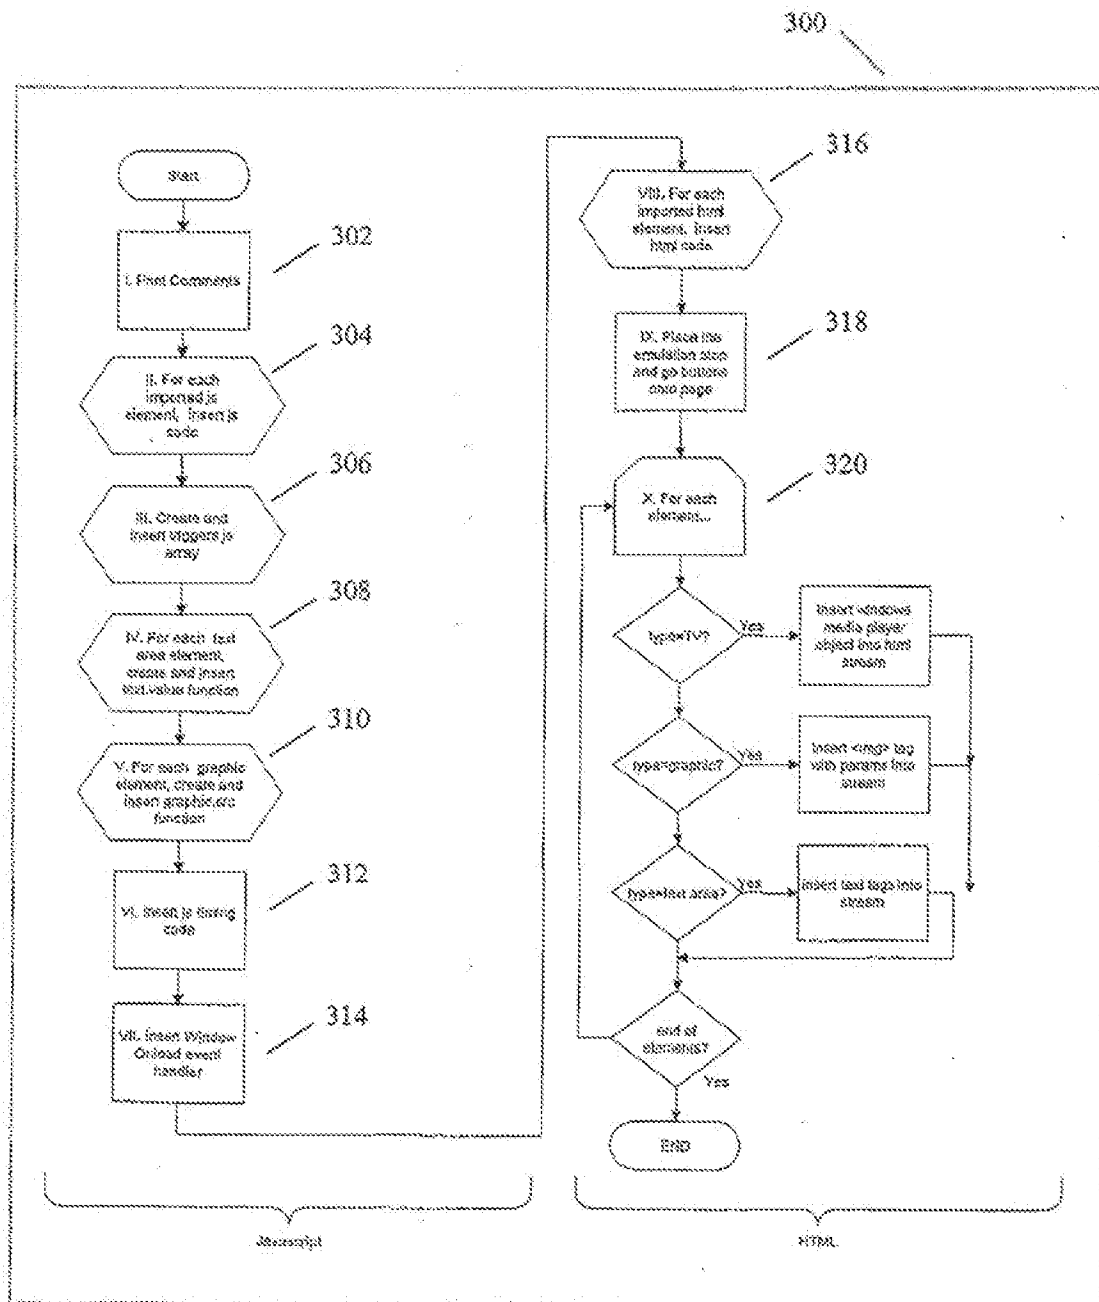 300
Start
I. Print Comments
302
II. For each
imported js
element, insert js
code
304
III. Create and
insert triggers js
array
306
IV. For each text
area element,
create and insert
text.value function
308
V. For each graphic
element, create and
insert graphic.src
function
310
VI. Insert js timing
code
312
VII. Insert Window
Onload event
handler
314
Javascript
VIII. For each
imported html
element, insert
html code
316
IX. Place the
emulation stop
and go buttons
onto page
318
X. For each
element...
320
type=TV?
Yes
Insert windows
media player
object into html
stream
type=graphic?
Yes
Insert <img> tag
with params into
stream
type=text area?
Yes
Insert text tags into
stream
end of
elements?
Yes
END
HTML